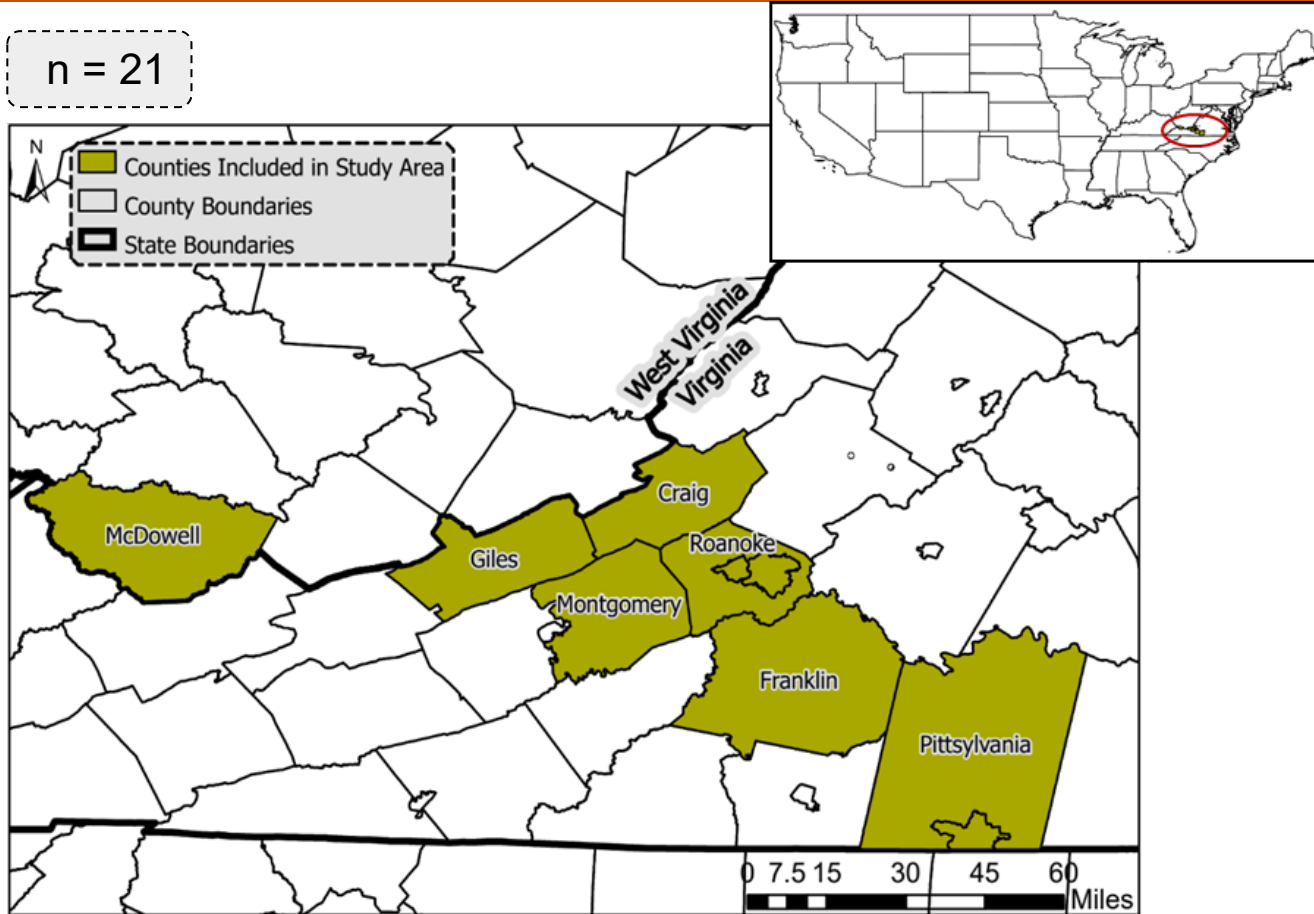 n = 21
N
Counties Included in Study Area
County Boundaries
State Boundaries
West Virginia
Virginia
Craig
McDowell
Roanoke
Giles
Montgomery
Franklin
Pittsylvania
0 7.5 15 30 45 60
Miles